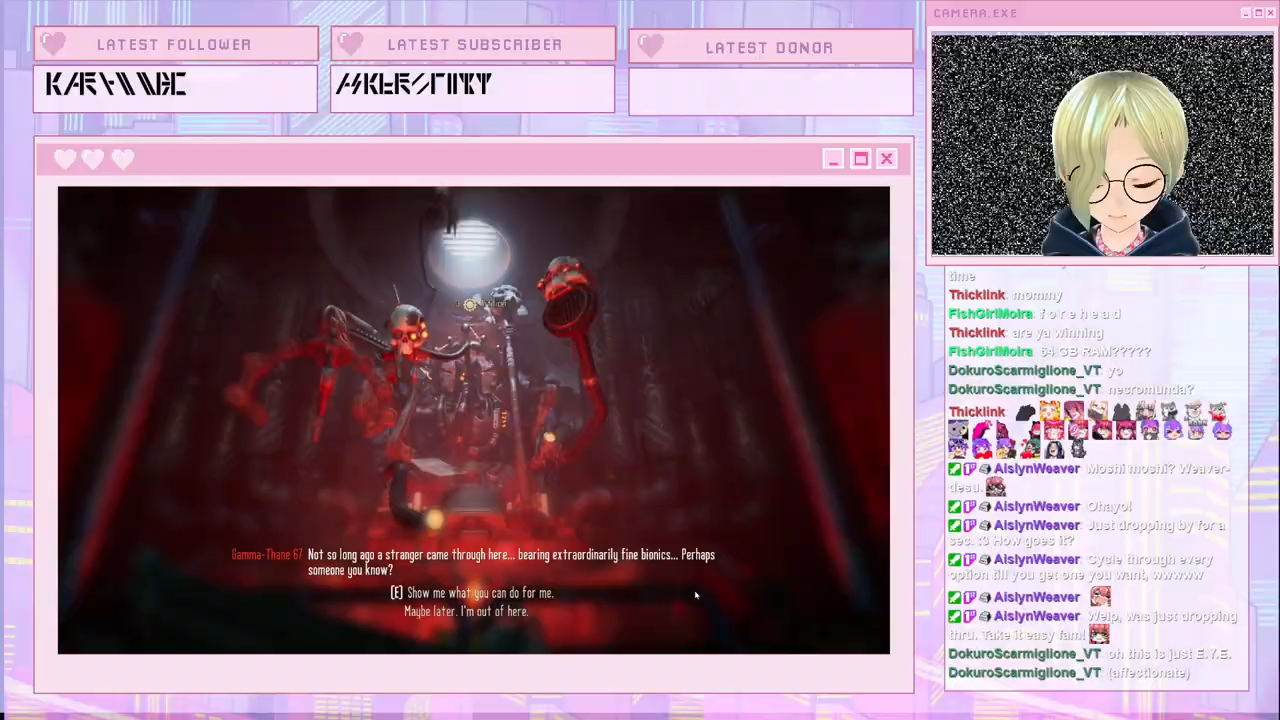 LATEST FOLLOWER
LATEST SUBSCRIBER
LATEST DONOR
CAMERA.EXE
Gamma-Thane 67 Not so long ago a stranger came through here... bearing extraordinarily fine bionics... Perhaps
someone you know?
[E] Show me what you can do for me.
Maybe later. I'm out of here.
time
Thicklink mommy
FishGirlMoira f o r e h e a d
Thicklink are ya winning
FishGirlMoira 64 GB RAM?????
DokuroScarmiglione_VT yo
DokuroScarmiglione_VT necromunda?
Thicklink
AislynWeaver Moshi moshi? Weaver-
desu.
AislynWeaver Ohayo!
AislynWeaver Just dropping by for a
sec. :3 How goes it?
AislynWeaver Cycle through every
option till you get one you want, wwwww
AislynWeaver
AislynWeaver Welp, was just dropping
thru. Take it easy fam!
DokuroScarmiglione_VT oh this is just E.Y.E.
DokuroScarmiglione_VT (affectionate)